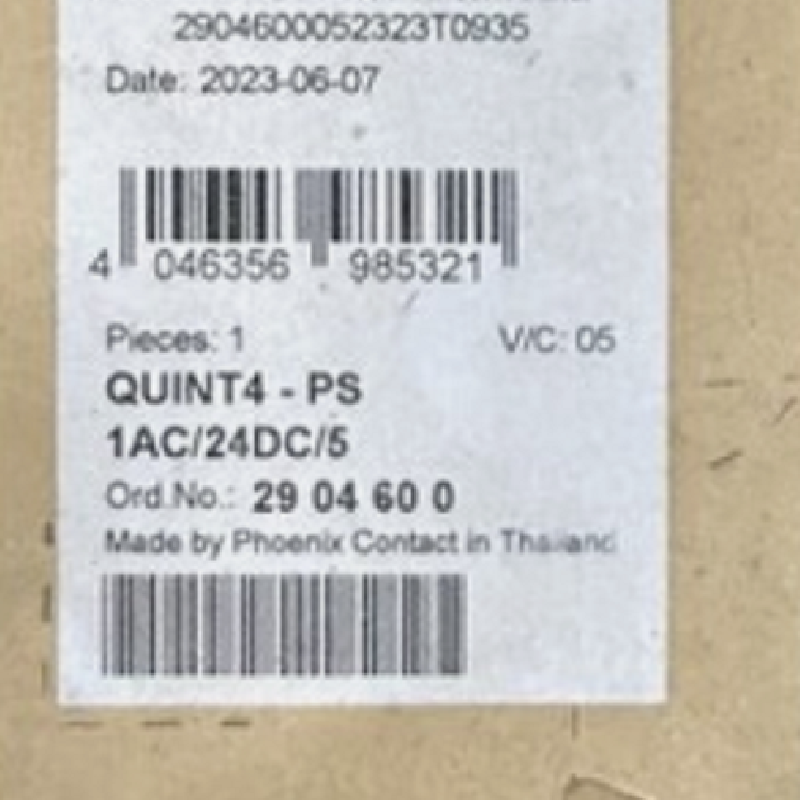 2904600052323T0935
Date: 2023-06-07
4 046356 985321
Pieces: 1 V/C: 05
QUINT4 - PS
1AC/24DC/5
Ord.No.: 29 04 60 0
Made by Phoenix Contact in Thailand